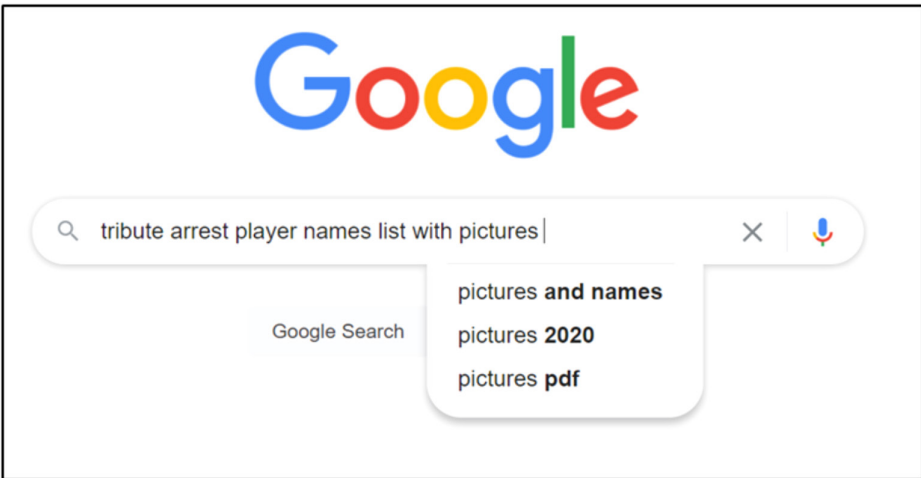 Google
tribute arrest player names list with pictures
pictures and names
Google Search
pictures 2020
pictures pdf